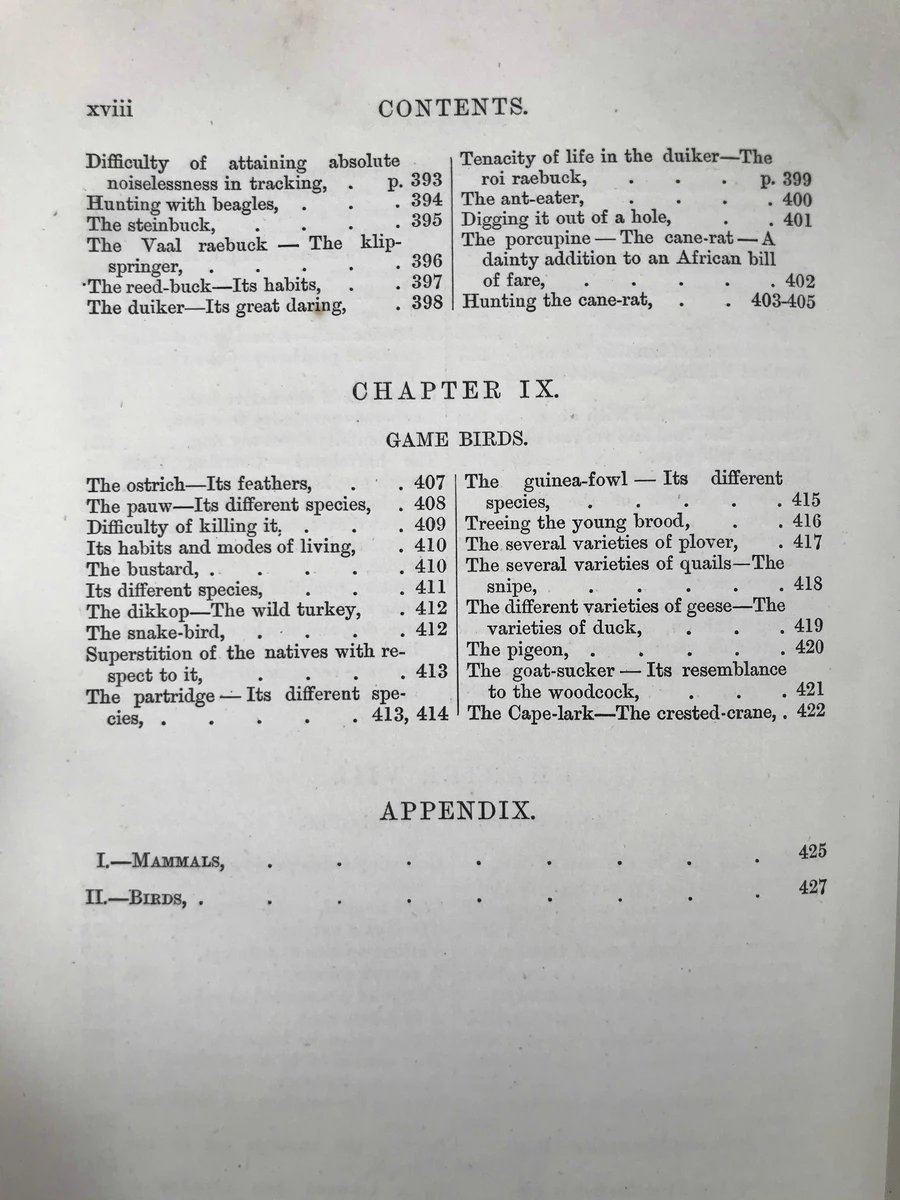 xviii
CONTENTS.
Difficulty of attaining absolute
noiselessness in tracking, . p. 393
Hunting with beagles, . . . 394
The steinbuck, . . . . 395
The Vaal raebuck — The klip-
springer, . . . . . 396
The reed-buck—Its habits, . . 397
The duiker—Its great daring, . 398
Tenacity of life in the duiker—The
roi raebuck, . . . p. 399
The ant-eater, . . . . 400
Digging it out of a hole, . . 401
The porcupine — The cane-rat — A
dainty addition to an African bill
of fare, . . . . . 402
Hunting the cane-rat, . . 403-405
CHAPTER IX.
GAME BIRDS.
The ostrich—Its feathers, . . 407
The pauw—Its different species, . 408
Difficulty of killing it, . . . 409
Its habits and modes of living, . 410
The bustard, . . . . . 410
Its different species, . . . 411
The dikkop—The wild turkey, . 412
The snake-bird, . . . . 412
Superstition of the natives with re-
spect to it, . . . . 413
The partridge — Its different spe-
cies, . . . . . 413, 414
The guinea-fowl — Its different
species, . . . . . 415
Treeing the young brood, . . 416
The several varieties of plover, . 417
The several varieties of quails—The
snipe, . . . . . 418
The different varieties of geese—The
varieties of duck, . . . 419
The pigeon, . . . . . 420
The goat-sucker — Its resemblance
to the woodcock, . . . 421
The Cape-lark—The crested-crane, . 422
APPENDIX.
I.—MAMMALS, . . . . . . . . 425
II.—BIRDS, . . . . . . . . . 427